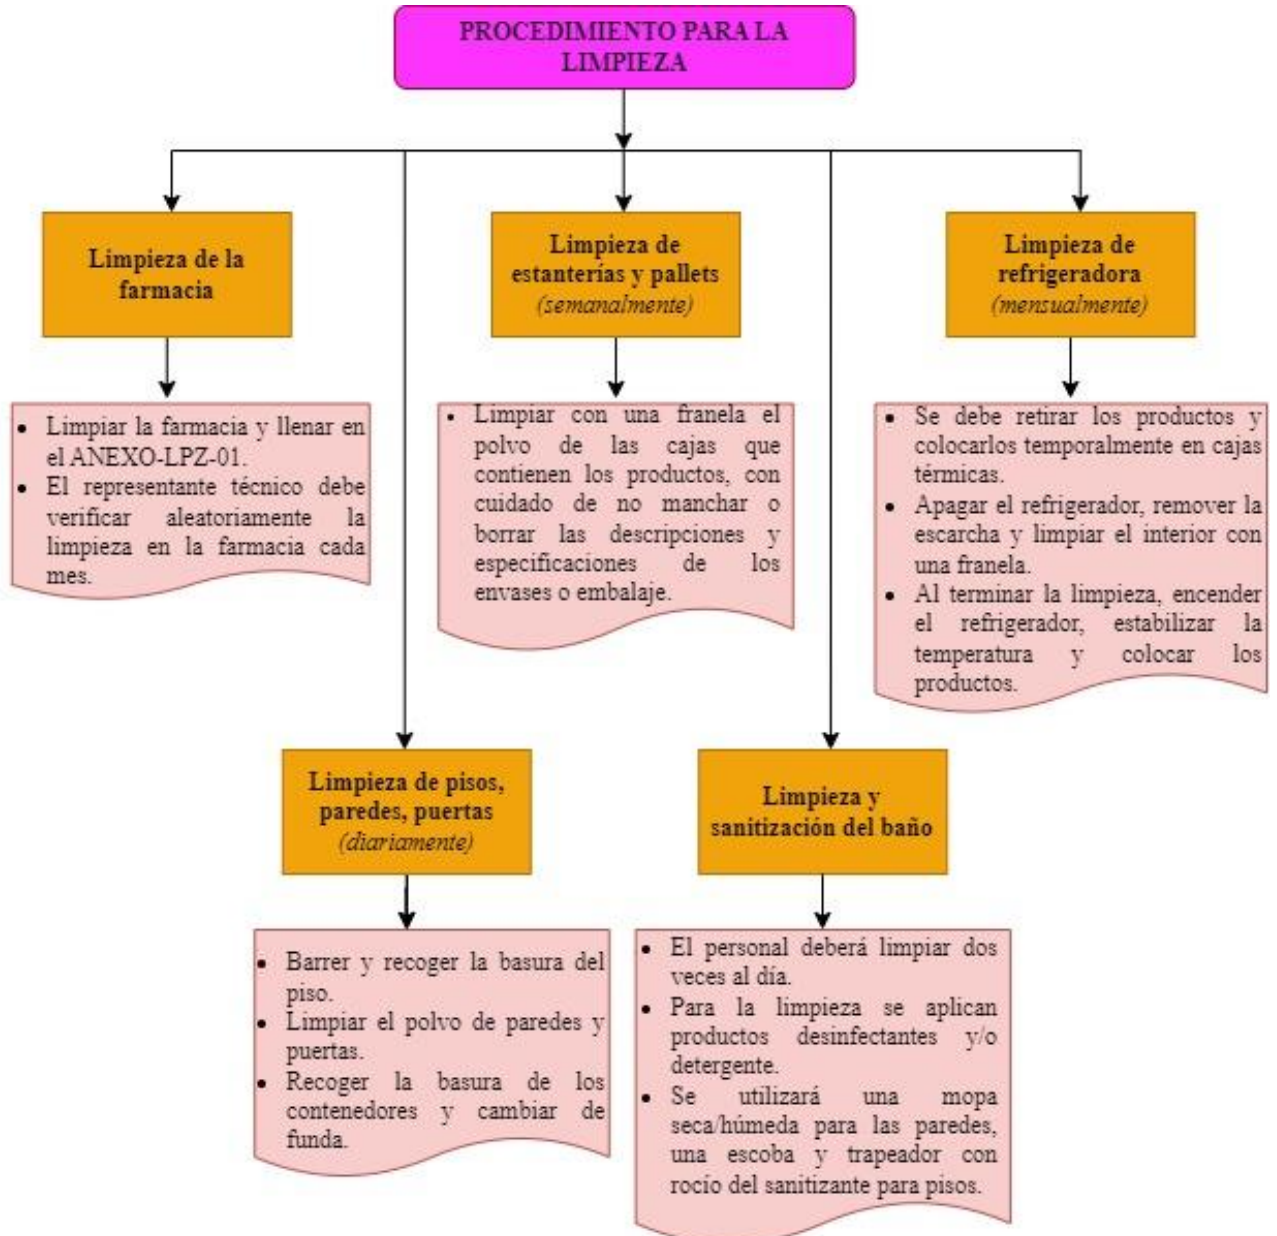 PROCEDIMIENTO PARA LA
LIMPIEZA
Limpieza de la
farmacia
Limpieza de
estanterías y pallets
(semanalmente)
Limpieza de
refrigeradora
(mensualmente)
• Limpiar la farmacia y llenar en
el ANEXO-LPZ-01.
• El representante técnico debe
verificar aleatoriamente la
limpieza en la farmacia cada
mes.
• Limpiar con una franela el
polvo de las cajas que
contienen los productos, con
cuidado de no manchar o
borrar las descripciones y
especificaciones de los
envases o embalaje.
• Se debe retirar los productos y
colocarlos temporalmente en cajas
térmicas.
• Apagar el refrigerador, remover la
escarcha y limpiar el interior con
una franela.
• Al terminar la limpieza, encender
el refrigerador, estabilizar la
temperatura y colocar los
productos.
Limpieza de pisos,
paredes, puertas
(diariamente)
Limpieza y
sanitización del baño
• Barrer y recoger la basura del
piso.
• Limpiar el polvo de paredes y
puertas.
• Recoger la basura de los
contenedores y cambiar de
funda.
• El personal deberá limpiar dos
veces al día.
• Para la limpieza se aplican
productos desinfectantes y/o
detergente.
• Se utilizará una mopa
seca/húmeda para las paredes,
una escoba y trapeador con
rocío del sanitizante para pisos.